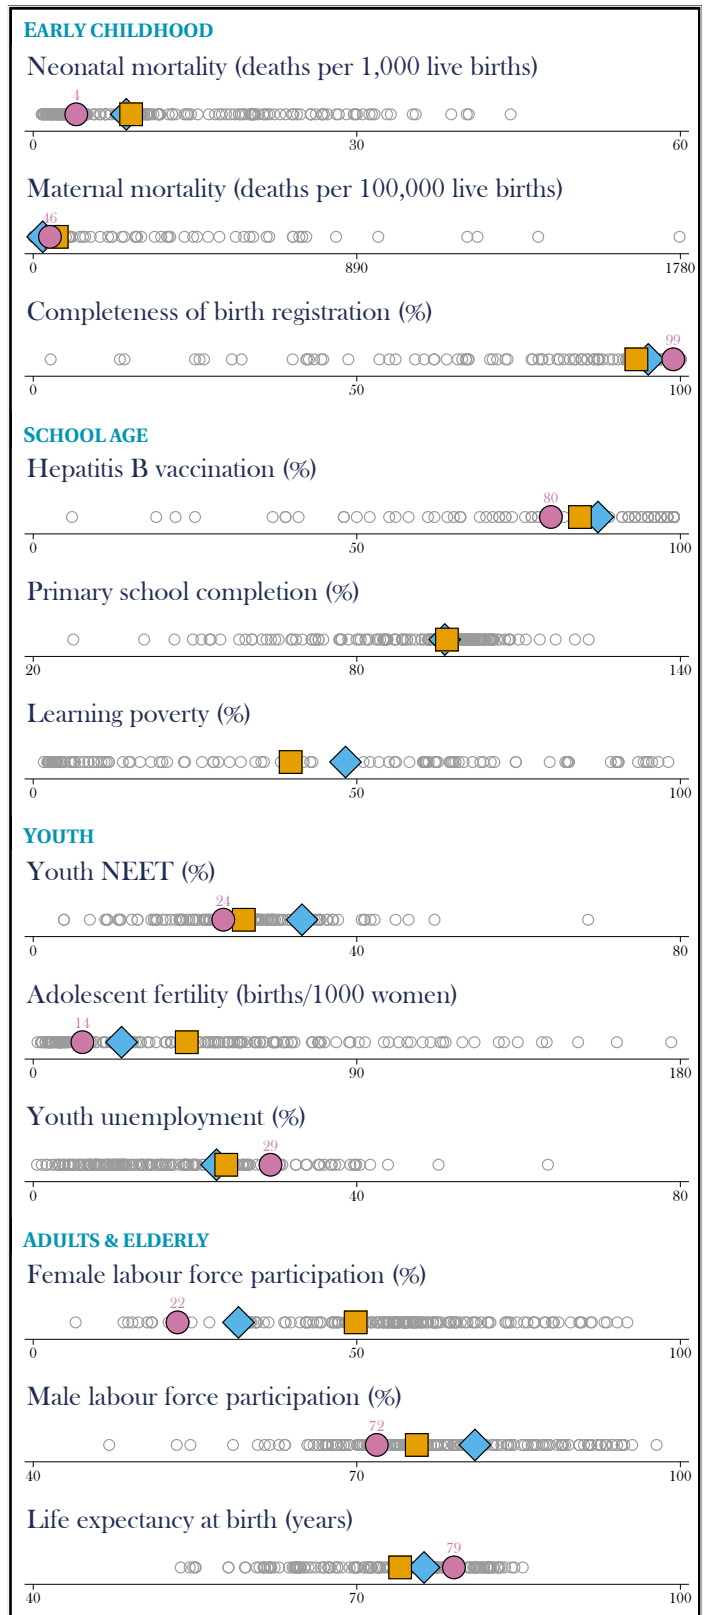 EARLY CHILDHOOD
Neonatal mortality (deaths per 1,000 live births)
4
0 30 60
Maternal mortality (deaths per 100,000 live births)
46
0 890 1780
Completeness of birth registration (%)
99
0 50 100
SCHOOL AGE
Hepatitis B vaccination (%)
80
0 50 100
Primary school completion (%)
20 80 140
Learning poverty (%)
0 50 100
YOUTH
Youth NEET (%)
24
0 40 80
Adolescent fertility (births/1000 women)
14
0 90 180
Youth unemployment (%)
29
0 40 80
ADULTS & ELDERLY
Female labour force participation (%)
22
0 50 100
Male labour force participation (%)
72
40 70 100
Life expectancy at birth (years)
79
40 70 100